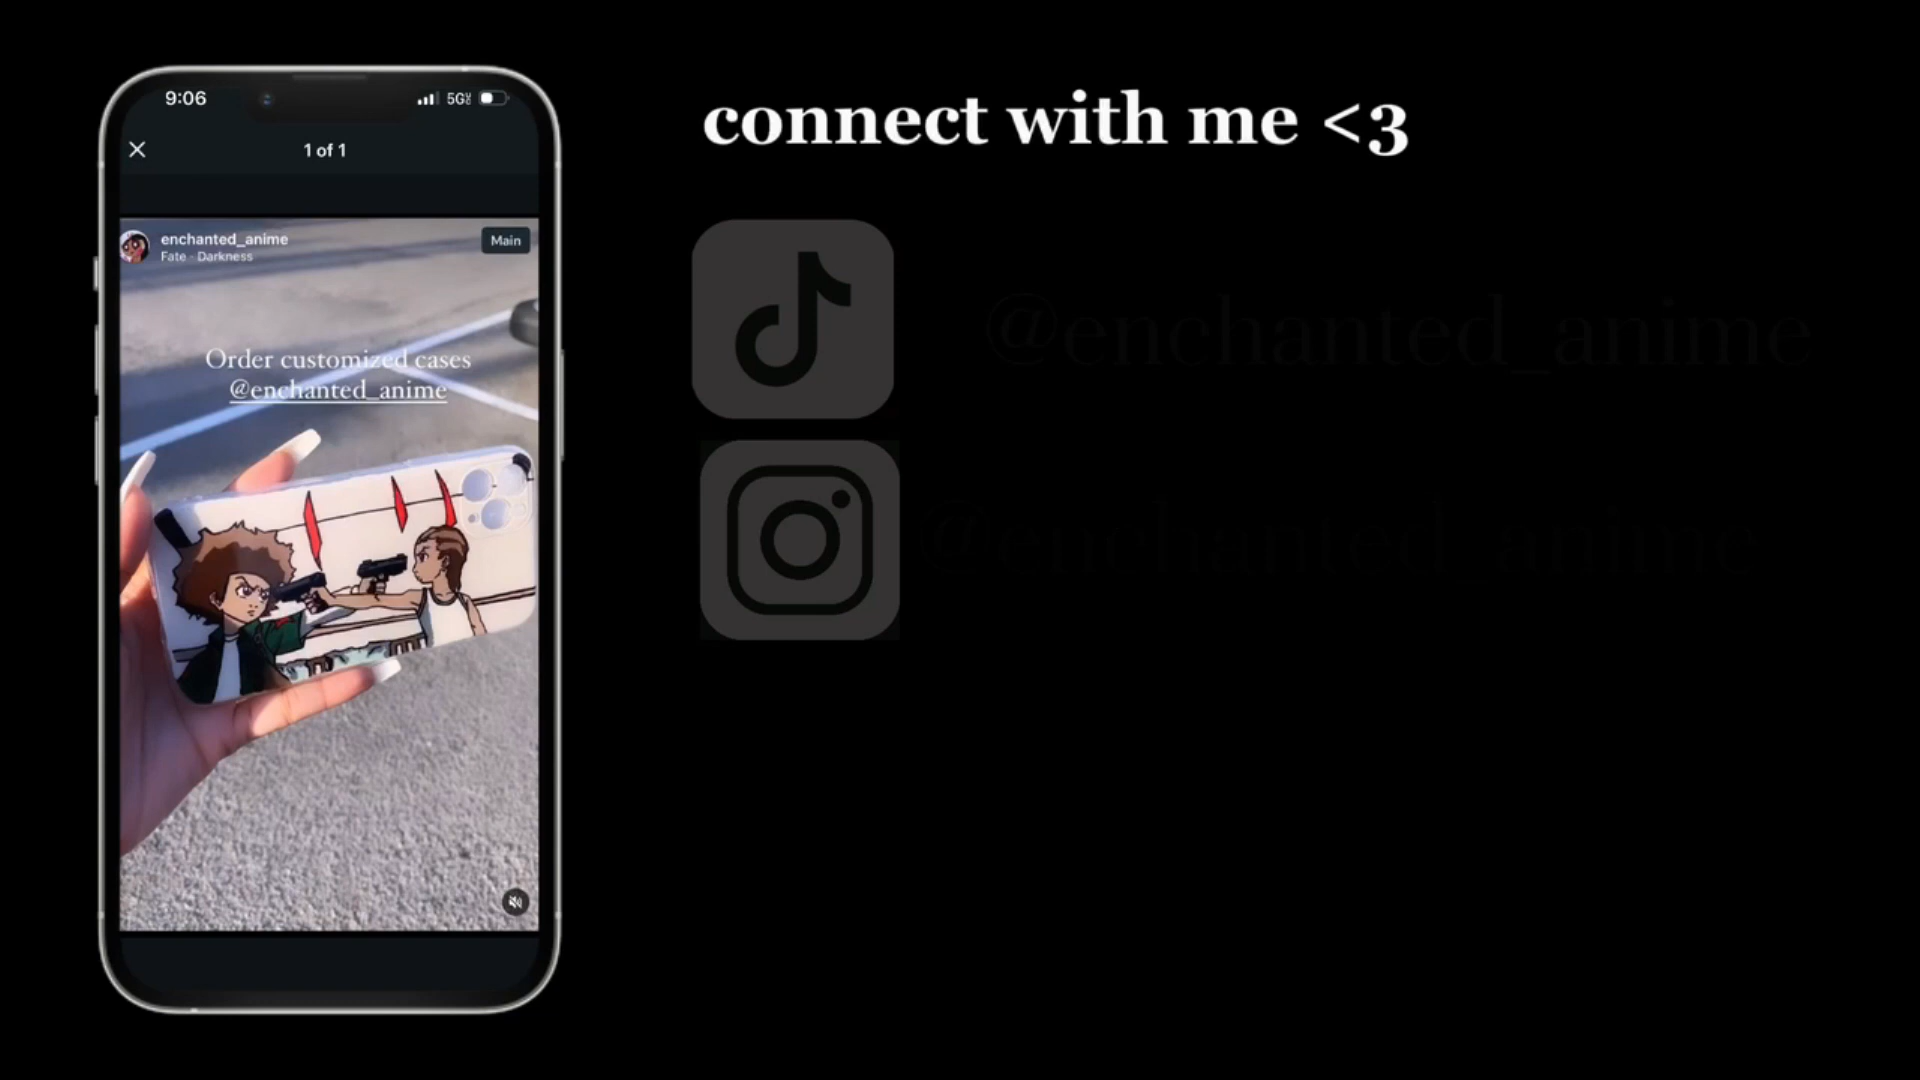 9:06
5G
1 of 1
enchanted_anime
Main
Fate · Darkness
Order customized cases
@enchanted_anime
connect with me <3
@enchanted_anime
@enchanted_anime